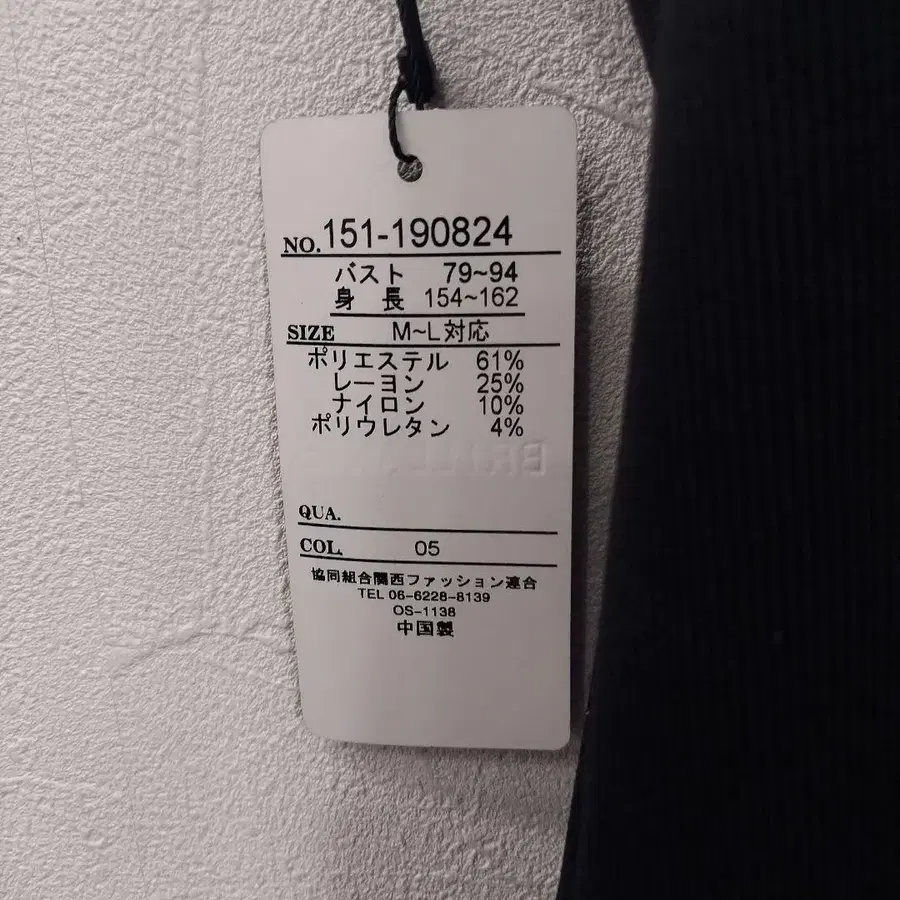 NO. 151-190824
バスト 79~94
身長 154~162
SIZE M~L対応
ポリエステル 61%
レーヨン 25%
ナイロン 10%
ポリウレタン 4%
QUA.
COL. 05
協同組合関西ファッション連合
TEL 06-6228-8139
OS-1138
中国製